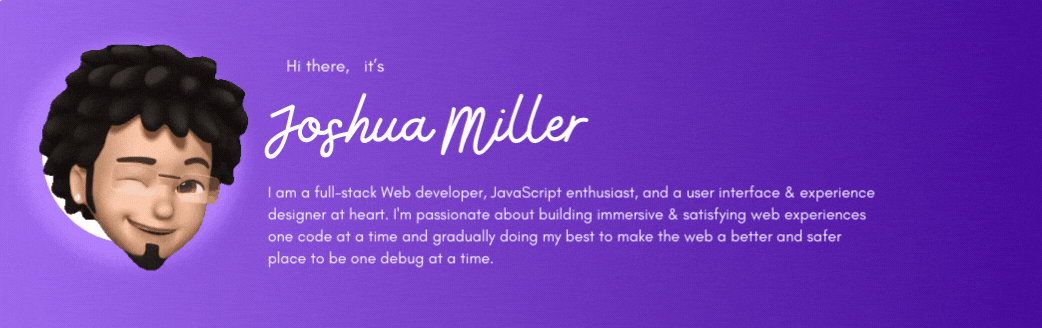 Hi there, it's
Joshua Miller
I am a full-stack Web developer, JavaScript enthusiast, and a user interface & experience
designer at heart. I'm passionate about building immersive & satisfying web experiences
one code at a time and gradually doing my best to make the web a better and safer
place to be one debug at a time.